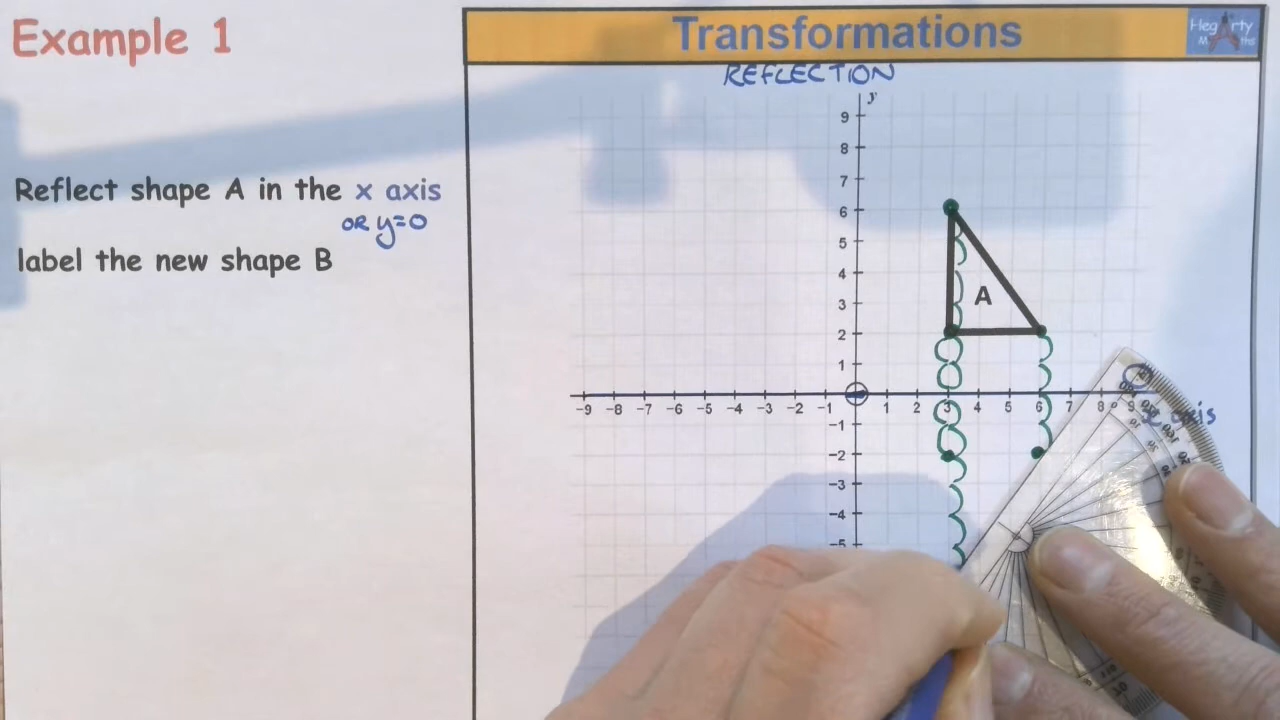 Example 1
Transformations
Hegarty
Maths
REFLECTION
Reflect shape A in the x axis
OR y=0
label the new shape B
y
9
8
7
6
5
4
3
2
1
A
-9 -8 -7 -6 -5 -4 -3 -2 -1 1 2 3 4 5 6 7 8 9
x axis
-1
-2
-3
-4
-5